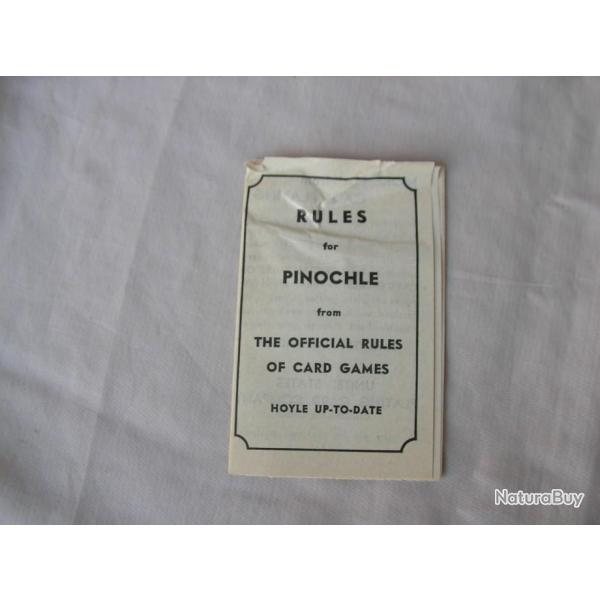 RULES
for
PINOCHLE
from
THE OFFICIAL RULES
OF CARD GAMES
HOYLE UP-TO-DATE
NaturaBuy